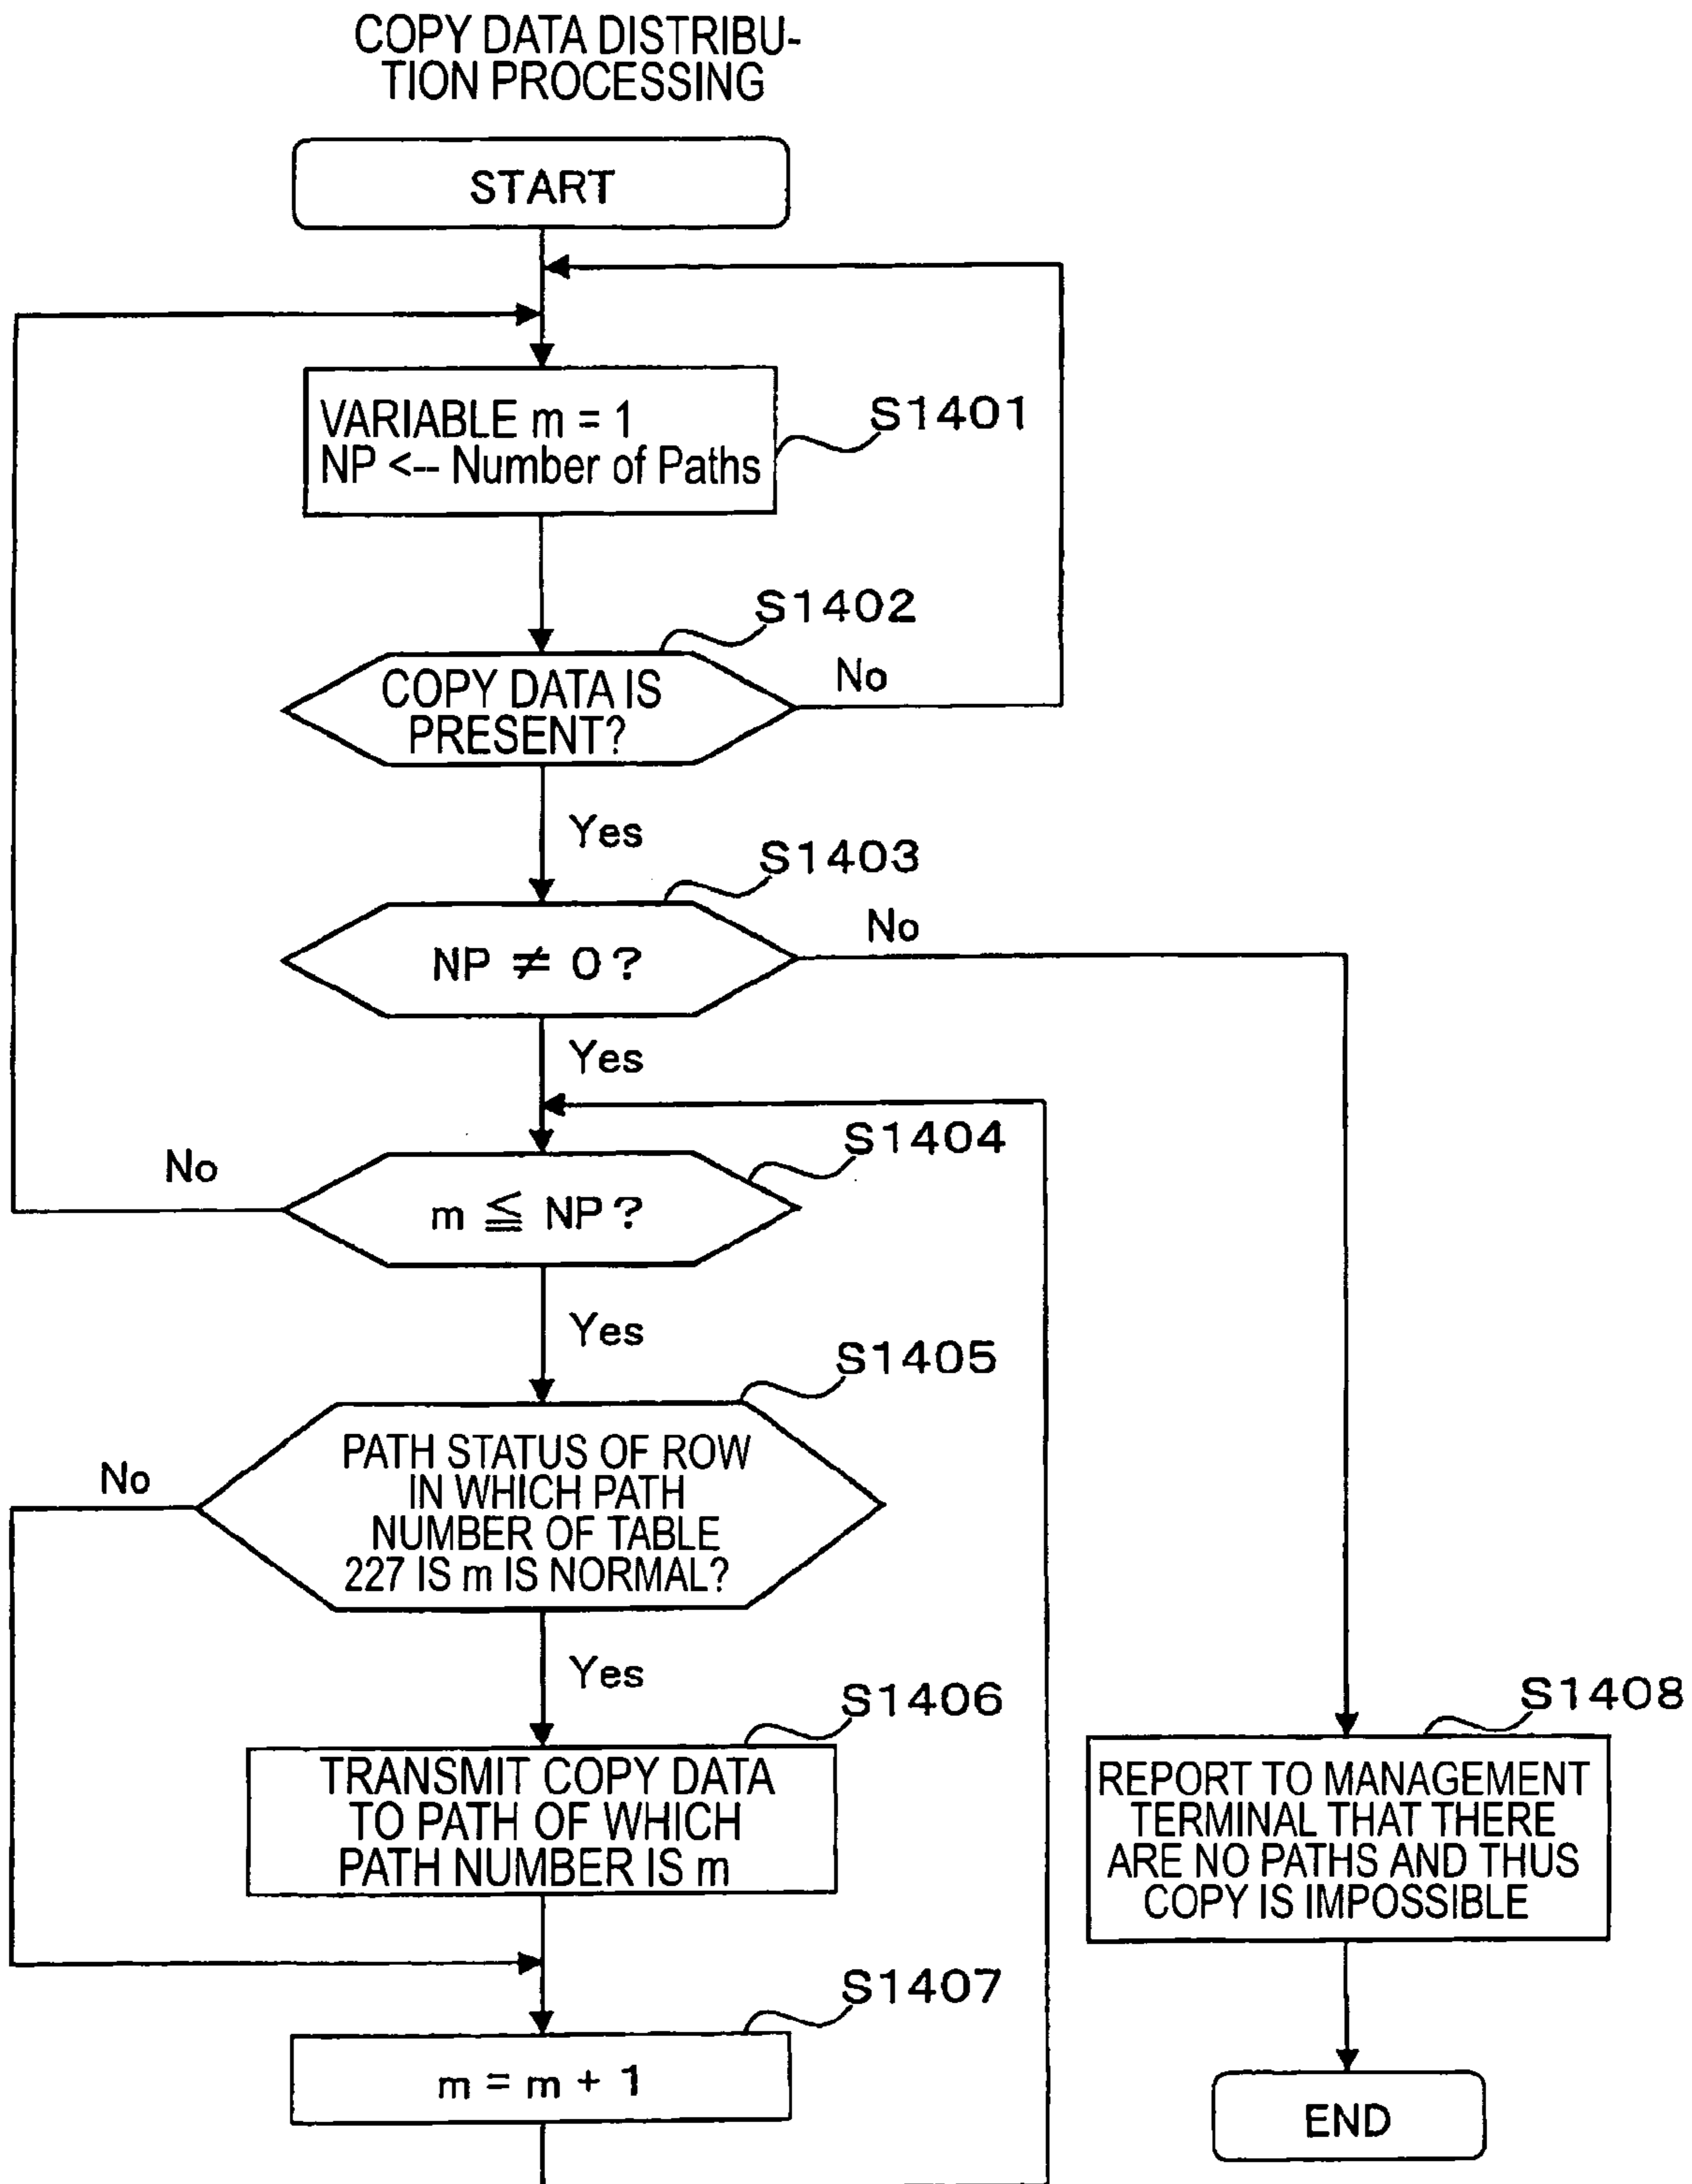 COPY DATA DISTRIBU-
TION PROCESSING
START
VARIABLE m = 1
NP <-- Number of Paths
S1401
S1402
COPY DATA IS
PRESENT?
No
Yes
S1403
NP ≠ 0?
No
Yes
S1404
No
m ≦ NP?
Yes
S1405
No
PATH STATUS OF ROW
IN WHICH PATH
NUMBER OF TABLE
227 IS m IS NORMAL?
Yes
S1406
TRANSMIT COPY DATA
TO PATH OF WHICH
PATH NUMBER IS m
S1408
REPORT TO MANAGEMENT
TERMINAL THAT THERE
ARE NO PATHS AND THUS
COPY IS IMPOSSIBLE
S1407
m = m + 1
END